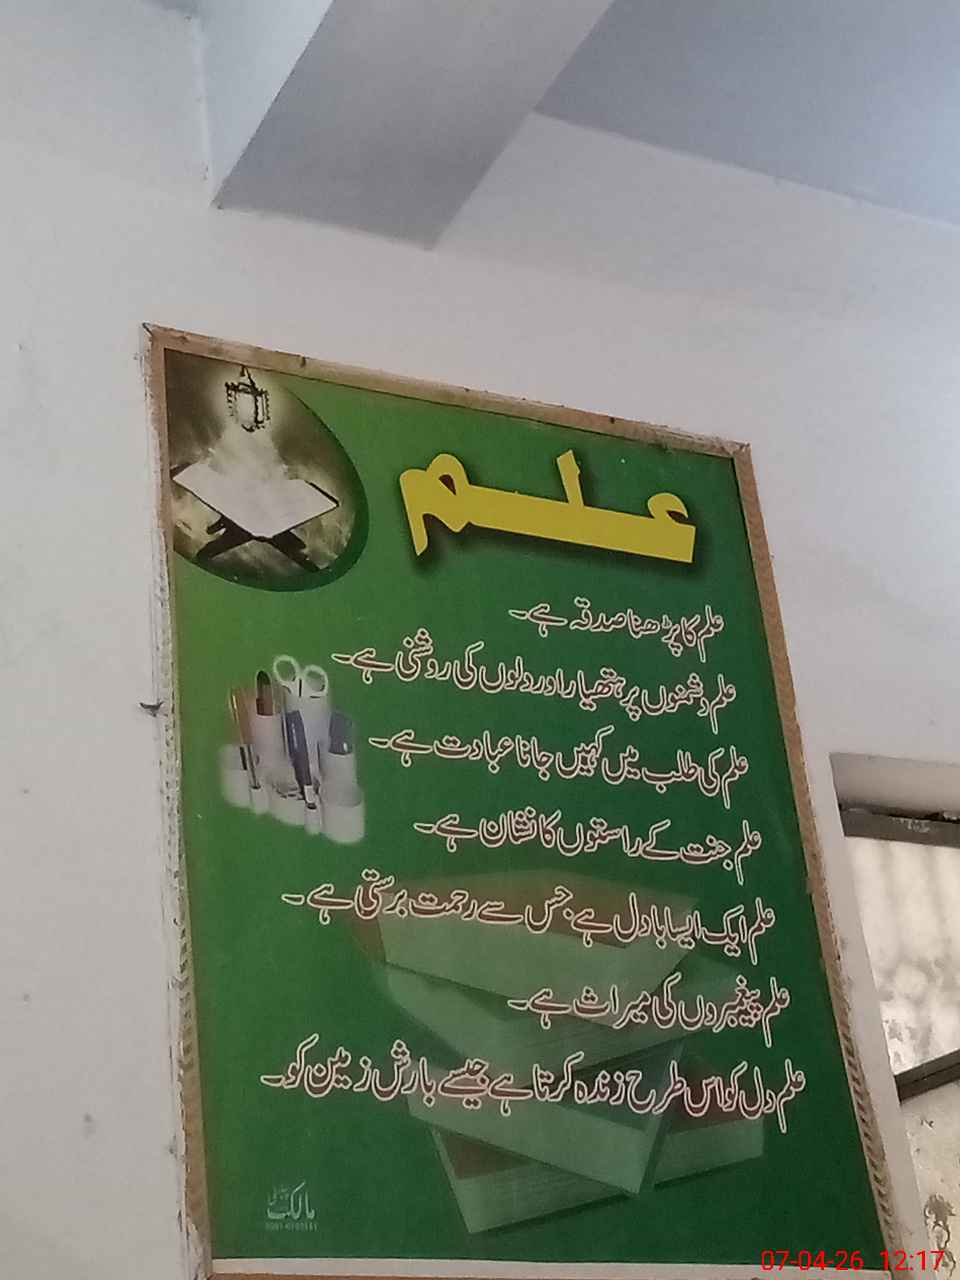 علم
علم کا پڑھنا صدقہ ہے۔
علم دشمنوں پر ہتھیار اور دلوں کی روشنی ہے۔
علم کی طلب میں کہیں جانا عبادت ہے۔
علم جنت کے راستوں کا نشان ہے۔
علم ایک ایسا بادل ہے جس سے رحمت برستی ہے۔
علم پیغمبروں کی میراث ہے۔
علم دل کو اس طرح زندہ کرتا ہے جیسے بارش زمین کو۔
مالک
07-04-26 12:17